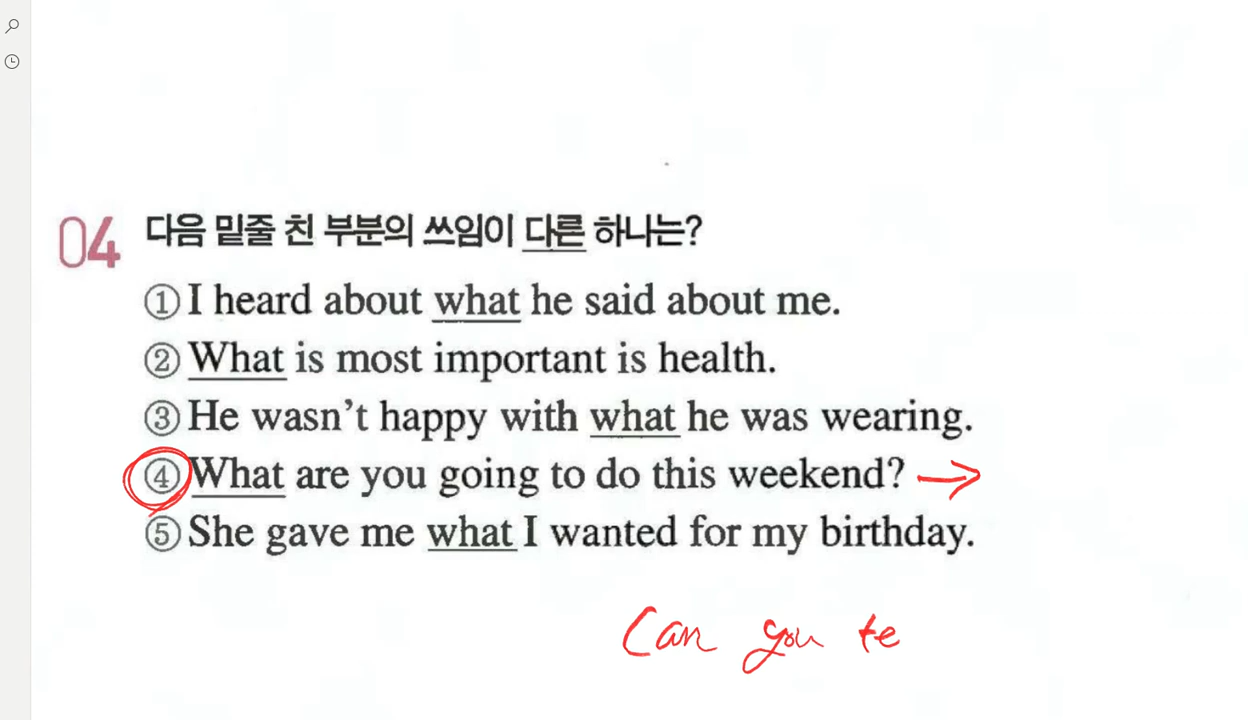 04 다음 밑줄 친 부분의 쓰임이 다른 하나는?
① I heard about what he said about me.
② What is most important is health.
③ He wasn't happy with what he was wearing.
④ What are you going to do this weekend? →
⑤ She gave me what I wanted for my birthday.
Can you te